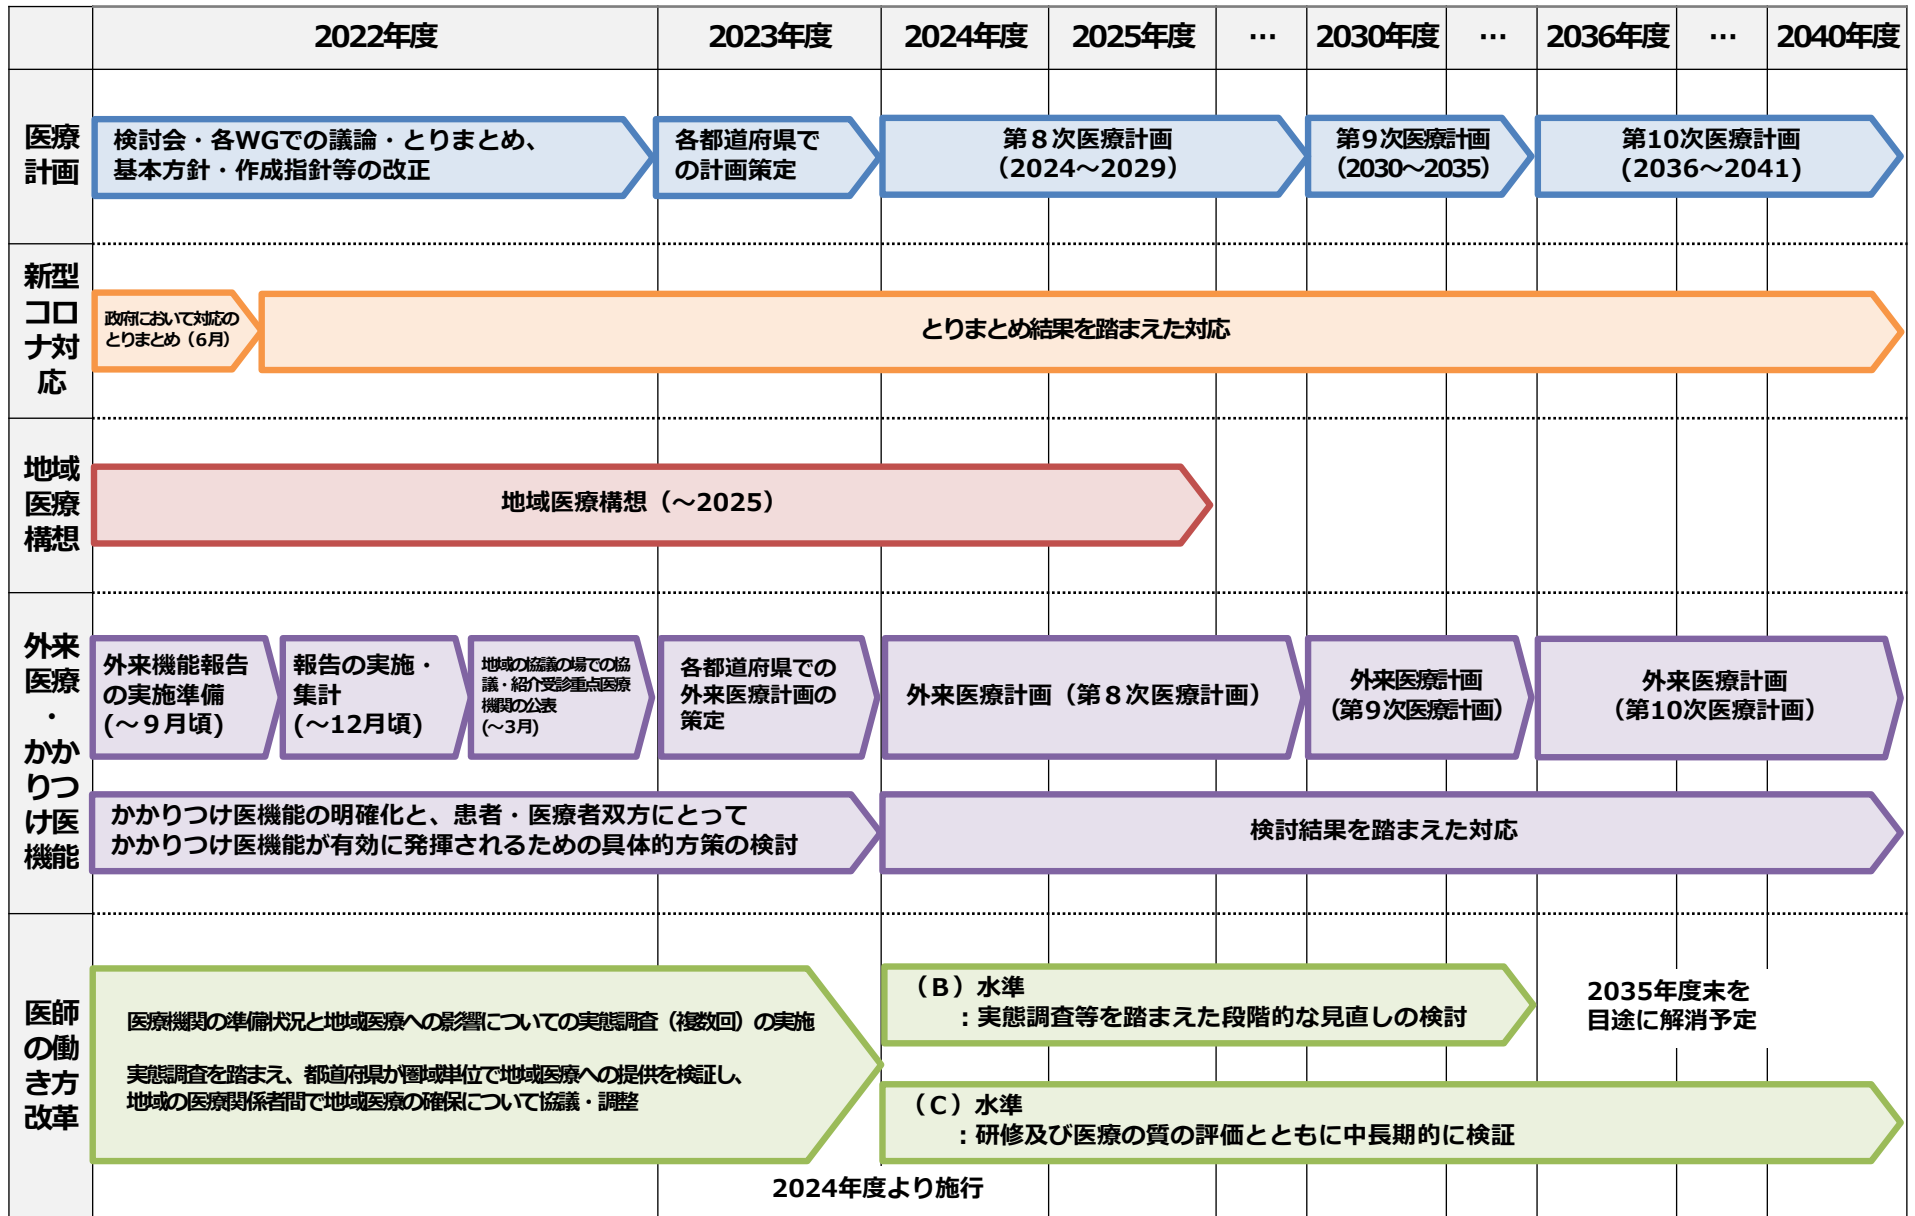 2022年度
2023年度
2024年度
2025年度
…
2030年度
…
2036年度
…
2040年度
医療
計画
検討会・各WGでの議論・とりまとめ、
基本方針・作成指針等の改正
各都道府県で
の計画策定
第８次医療計画
（2024～2029）
第9次医療計画
（2030～2035）
第10次医療計画
(2036～2041)
新型
コロ
ナ対
応
政府において対応の
とりまとめ（6月）
とりまとめ結果を踏まえた対応
地域
医療
構想
地域医療構想（～2025）
外来
医療
・
かか
りつ
け医
機能
外来機能報告
の実施準備
(～９月頃)
報告の実施・
集計
(～12月頃)
地域の協議の場での協
議・紹介受診重点医療
機関の公表
(～3月)
各都道府県での
外来医療計画の
策定
外来医療計画（第８次医療計画）
外来医療計画
（第9次医療計画）
外来医療計画
（第10次医療計画）
かかりつけ医機能の明確化と、患者・医療者双方にとって
かかりつけ医機能が有効に発揮されるための具体的方策の検討
検討結果を踏まえた対応
医師
の働
き方
改革
医療機関の準備状況と地域医療への影響についての実態調査（複数回）の実施
実態調査を踏まえ、都道府県が圏域単位で地域医療への提供を検証し、
地域の医療関係者間で地域医療の確保について協議・調整
（Ｂ）水準
：実態調査等を踏まえた段階的な見直しの検討
2035年度末を
目途に解消予定
（Ｃ）水準
：研修及び医療の質の評価とともに中長期的に検証
2024年度より施行